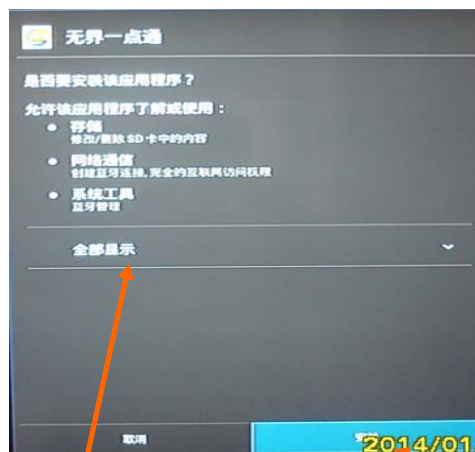 无界一点通
是否要安装该应用程序？
允许该应用程序了解或使用：
存储
修改/删除 SD 卡中的内容
网络通信
创建蓝牙连接, 完全的互联网访问权限
系统工具
蓝牙管理
全部显示
取消
2014/01